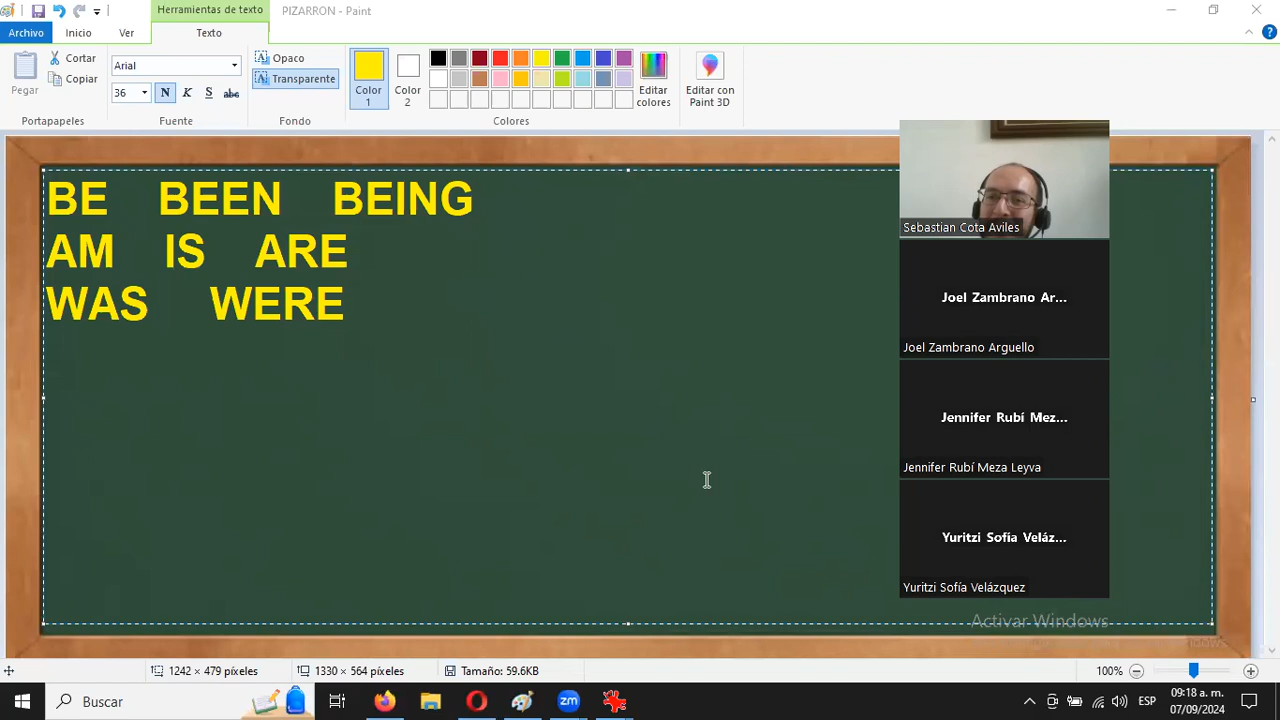 Herramientas de texto
PIZARRON - Paint
Archivo
Inicio
Ver
Texto
Pegar
Cortar
Copiar
Portapapeles
Arial
36
N K S abc
Fuente
Opaco
Transparente
Fondo
Color 1
Color 2
Colores
Editar colores
Editar con Paint 3D
BE BEEN BEING
AM IS ARE
WAS WERE
Sebastian Cota Aviles
Joel Zambrano Ar...
Joel Zambrano Arguello
Jennifer Rubí Mez...
Jennifer Rubí Meza Leyva
Yuritzi Sofía Veláz...
Yuritzi Sofía Velázquez
Activar Windows
1242 × 479 píxeles
1330 × 564 píxeles
Tamaño: 59.6KB
100%
Buscar
zm
ESP
09:18 a. m.
07/09/2024